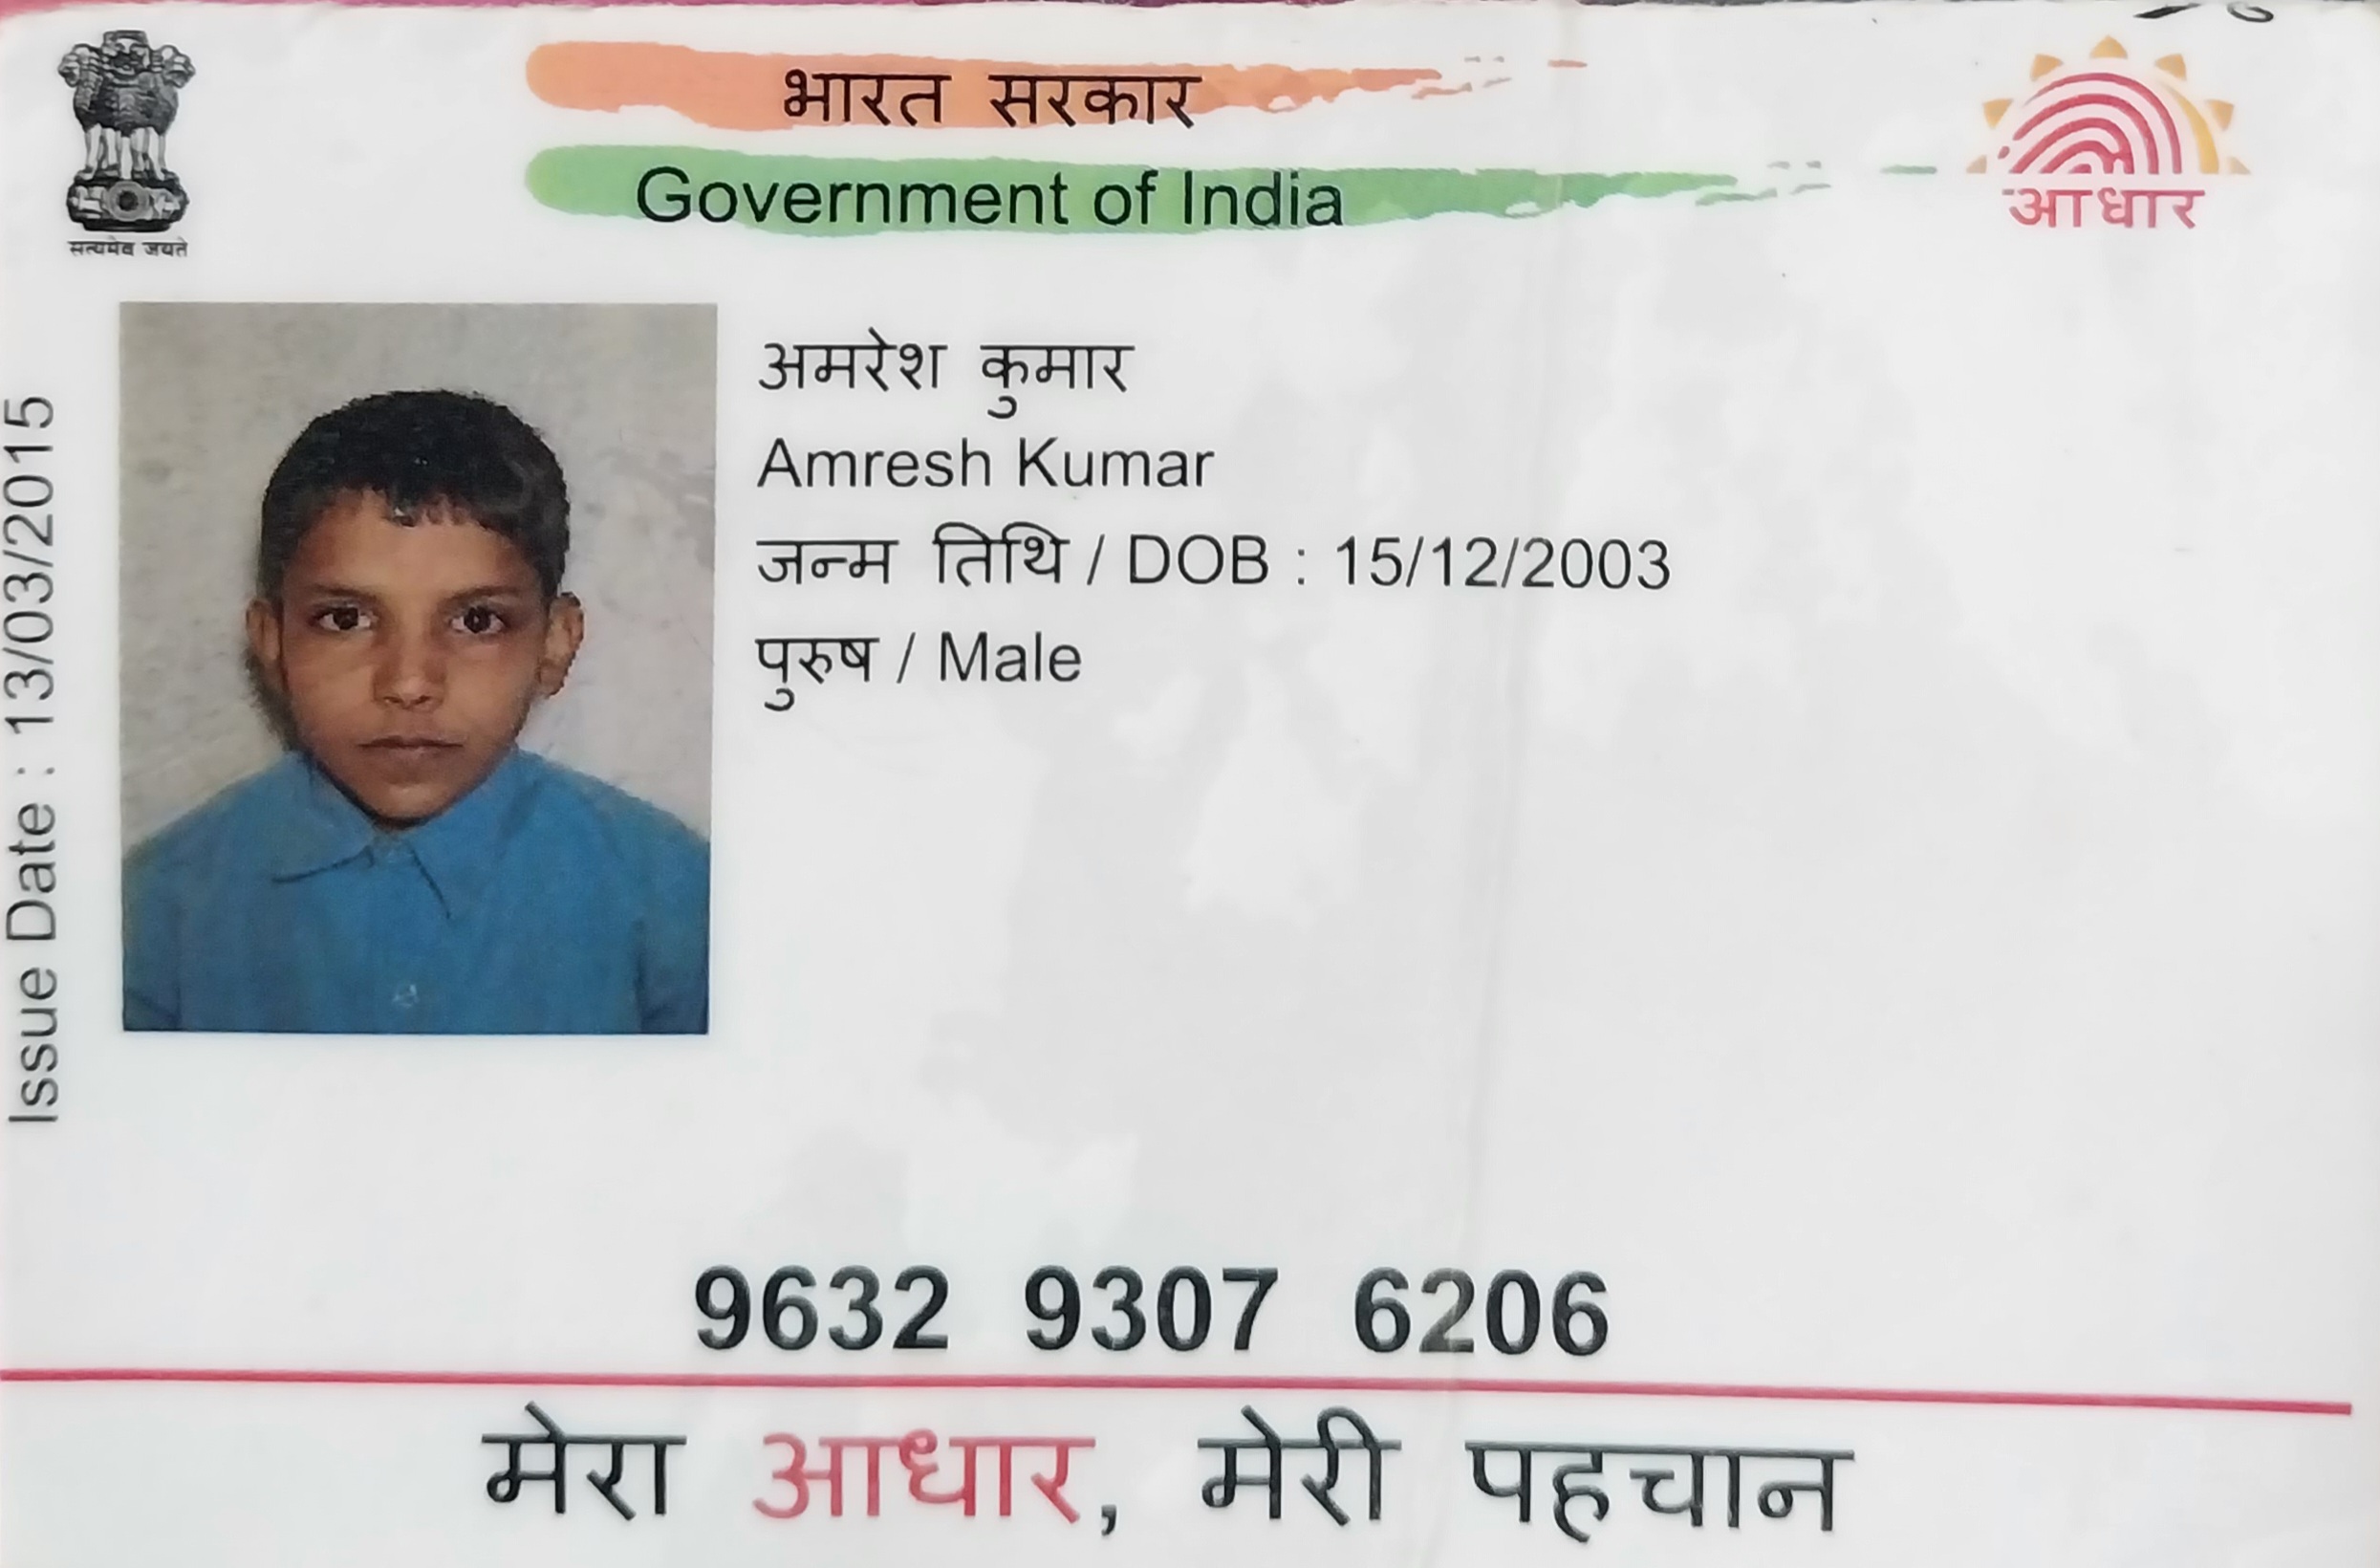 भारत सरकार
Government of India
सत्यमेव जयते
आधार
Issue Date : 13/03/2015
अमरेश कुमार
Amresh Kumar
जन्म तिथि / DOB : 15/12/2003
पुरुष / Male
9632 9307 6206
मेरा आधार, मेरी पहचान